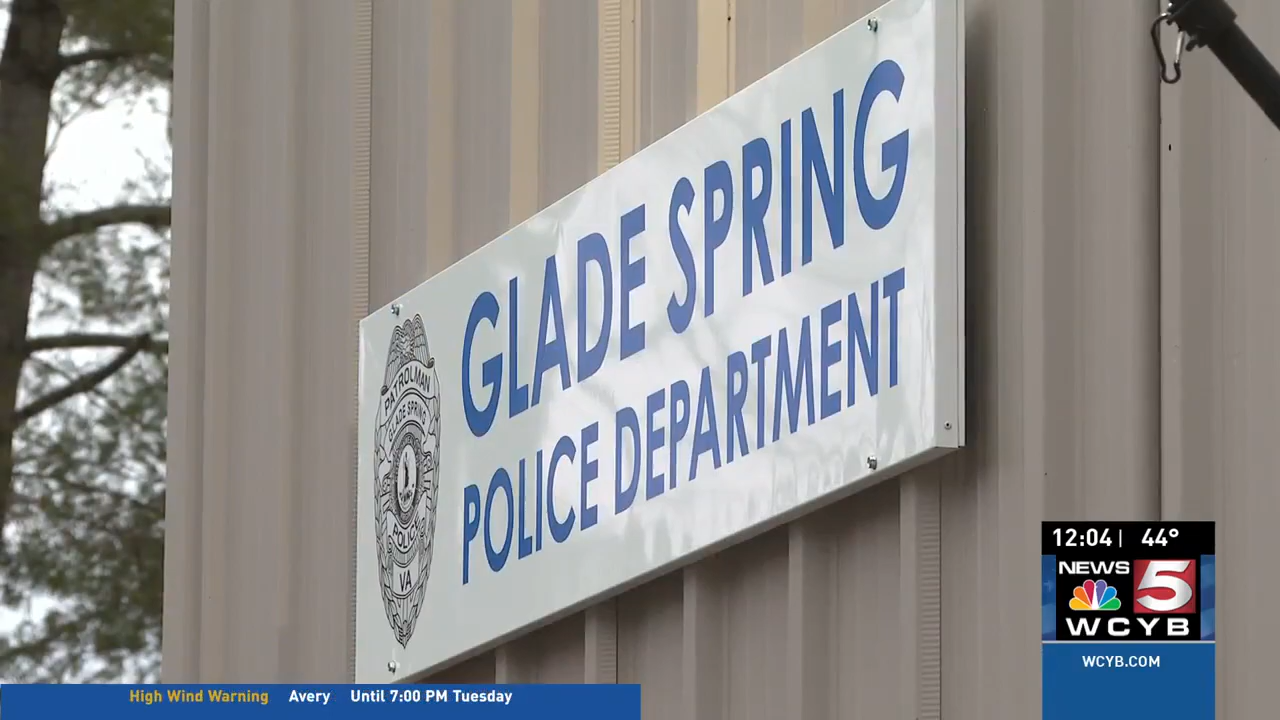 GLADE SPRING
POLICE DEPARTMENT
PATROLMAN
GLADE SPRING
POLICE
VA
12:04 | 44°
NEWS 5
WCYB
WCYB.COM
High Wind Warning Avery Until 7:00 PM Tuesday